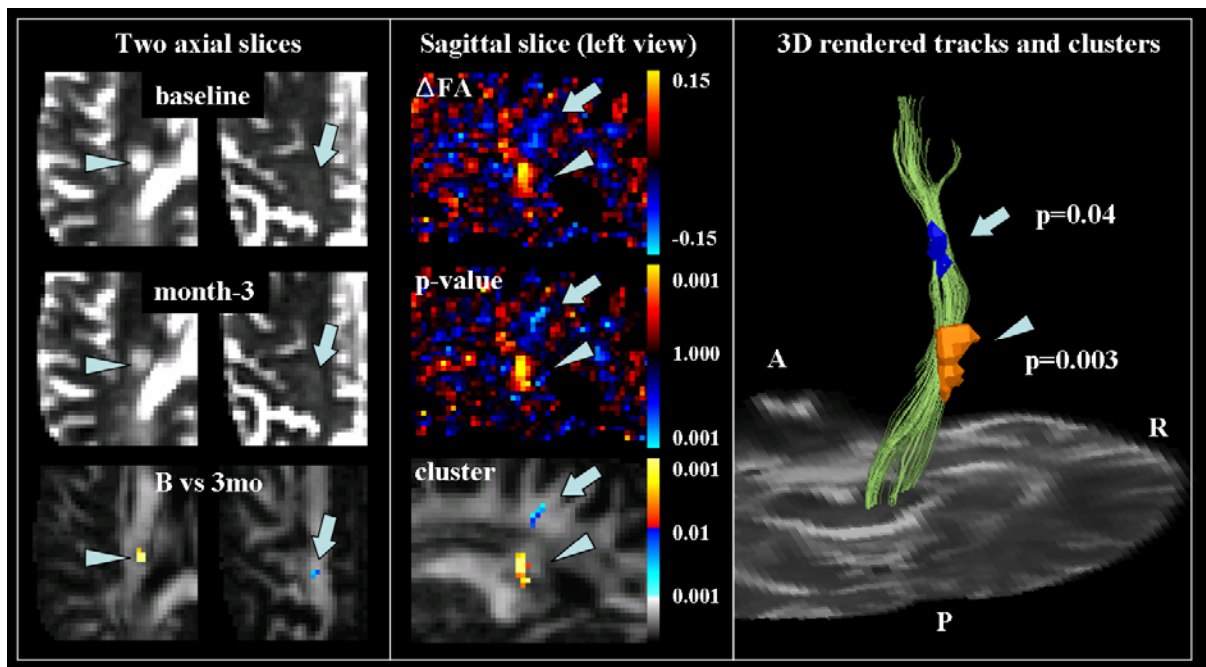 Two axial slices
baseline
month-3
B vs 3mo
Sagittal slice (left view)
ΔFA
0.15
-0.15
p-value
0.001
1.000
0.001
cluster
0.001
0.01
0.001
3D rendered tracks and clusters
p=0.04
p=0.003
A
R
P